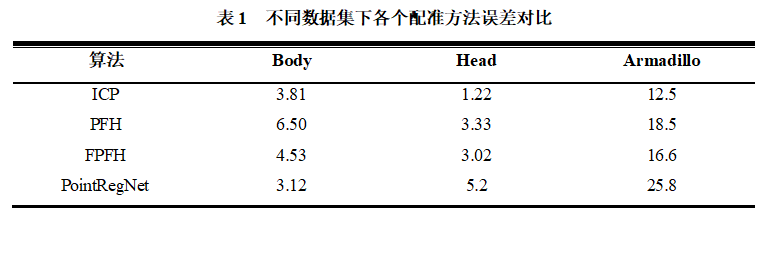 表 1 不同数据集下各个配准方法误差对比
算法 Body Head Armadillo
ICP 3.81 1.22 12.5
PFH 6.50 3.33 18.5
FPFH 4.53 3.02 16.6
PointRegNet 3.12 5.2 25.8